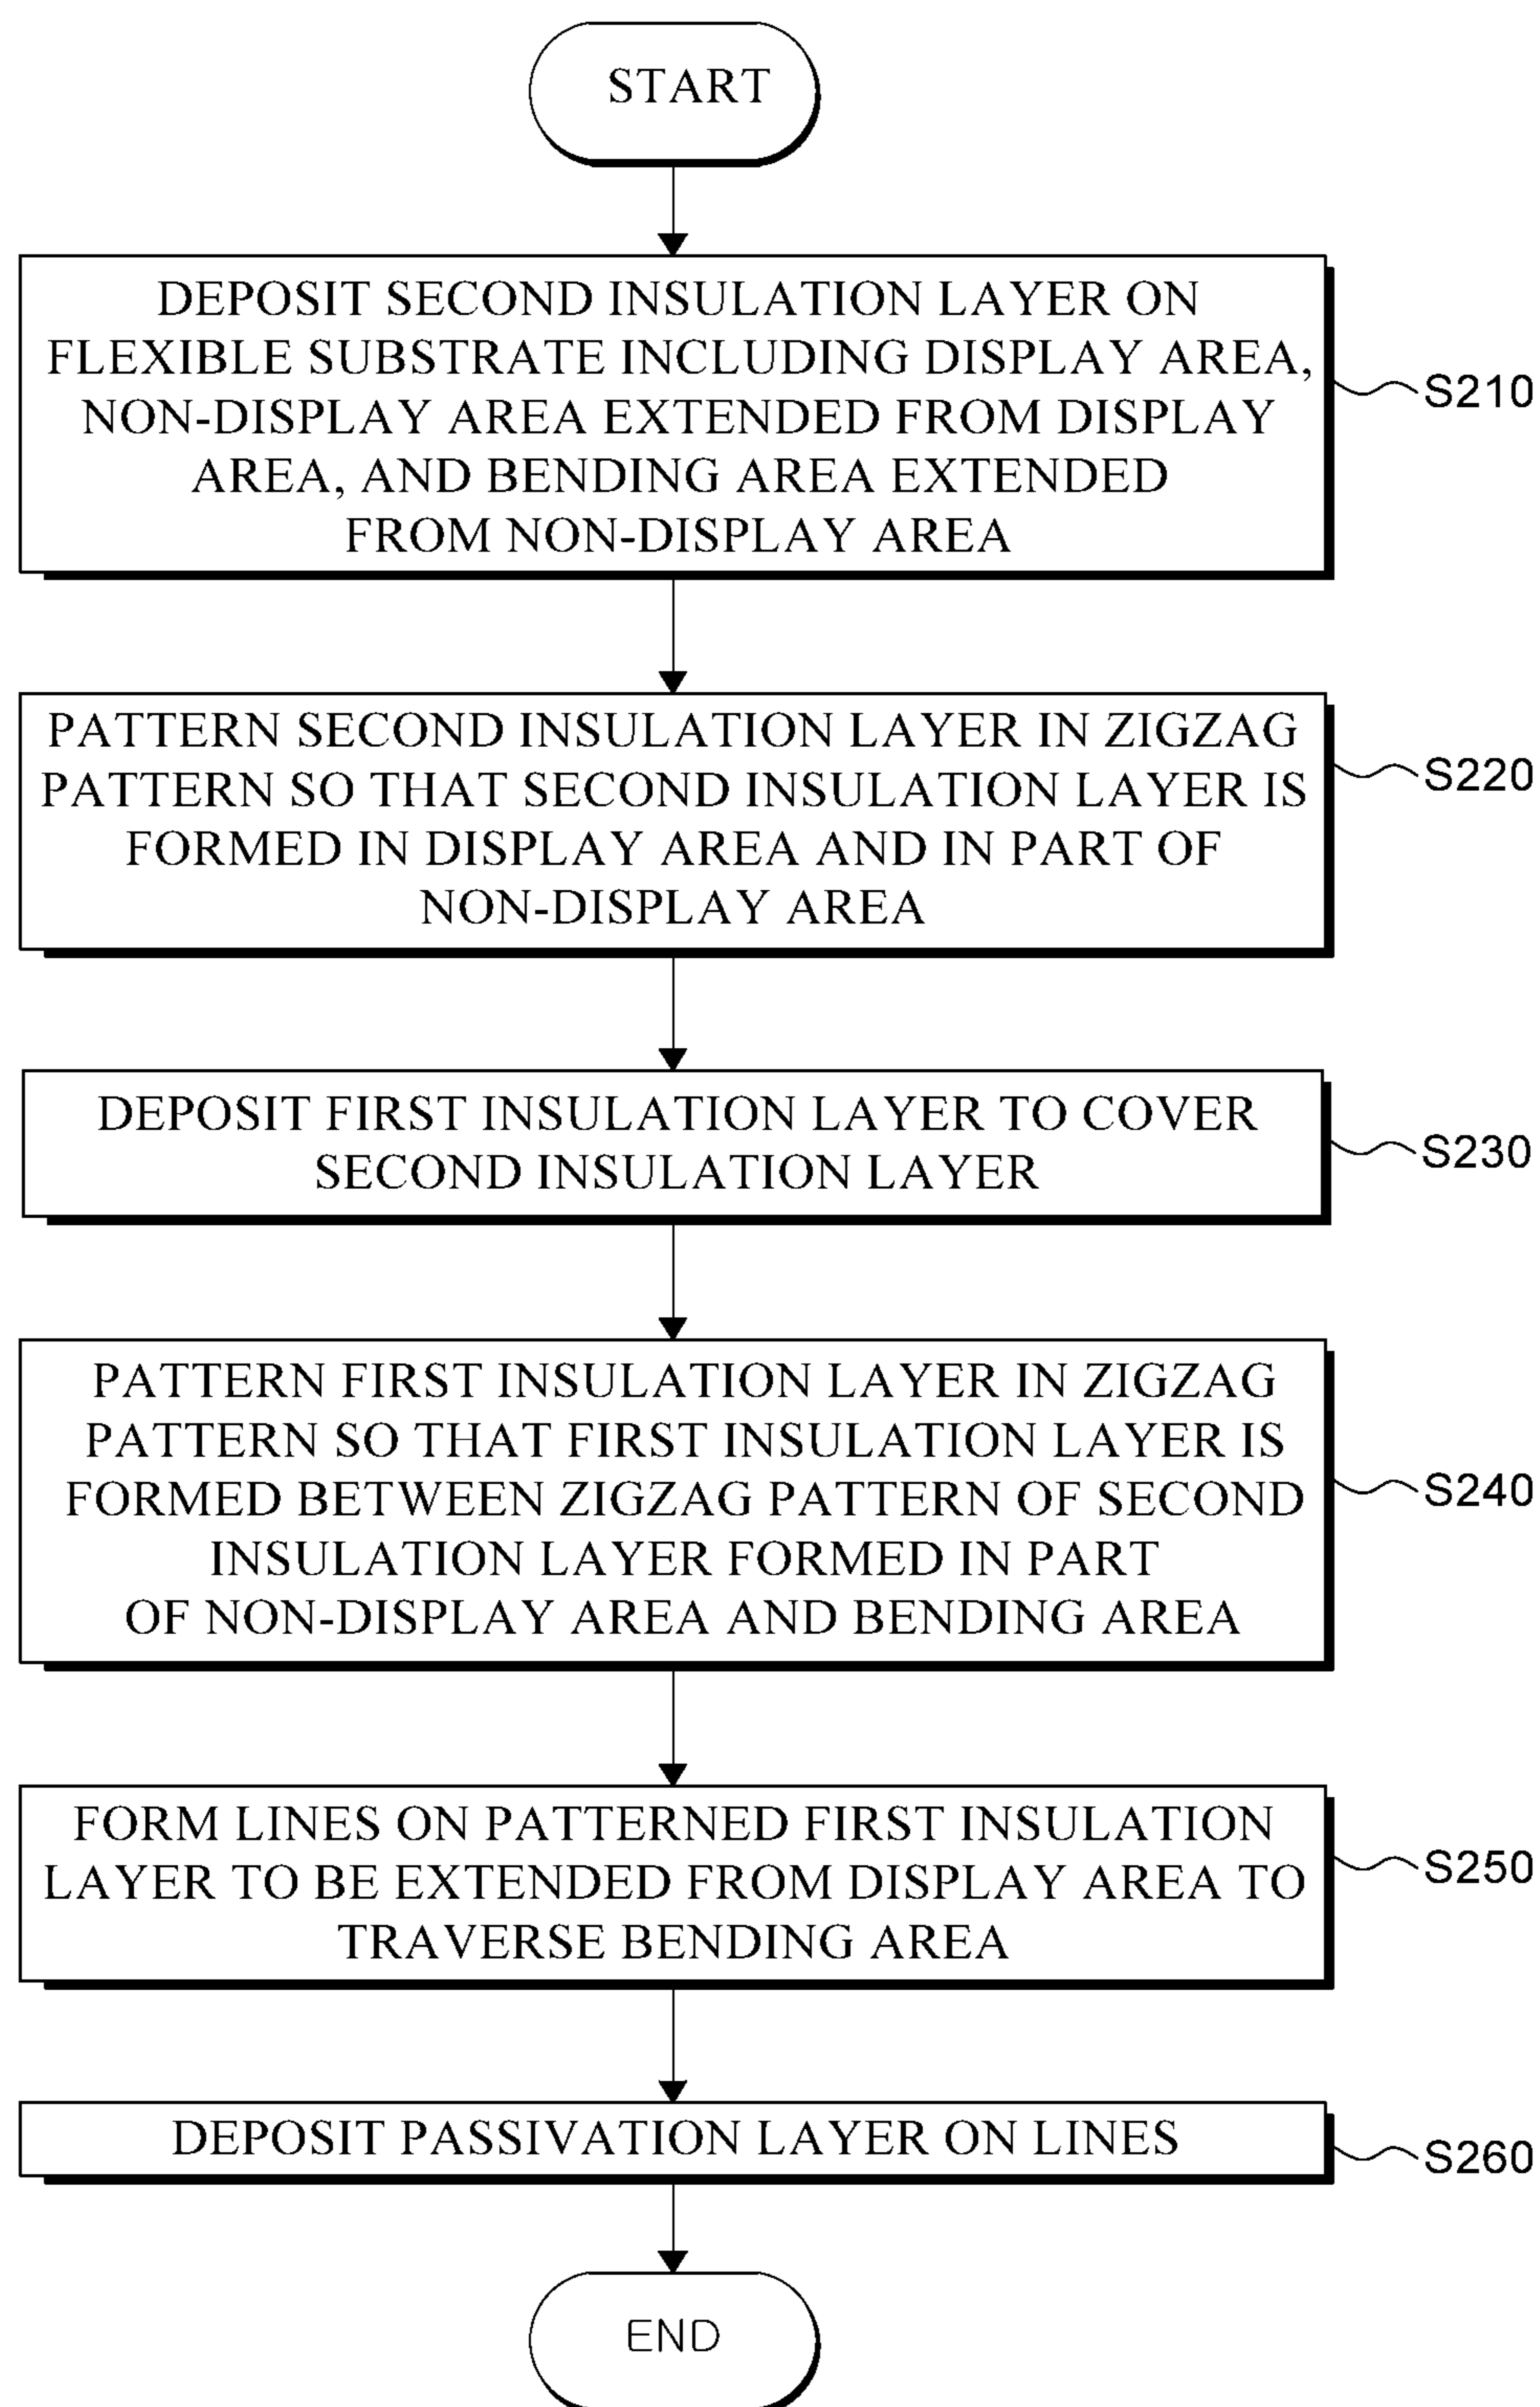 START
DEPOSIT SECOND INSULATION LAYER ON
FLEXIBLE SUBSTRATE INCLUDING DISPLAY AREA,
NON-DISPLAY AREA EXTENDED FROM DISPLAY
AREA, AND BENDING AREA EXTENDED
FROM NON-DISPLAY AREA
S210
PATTERN SECOND INSULATION LAYER IN ZIGZAG
PATTERN SO THAT SECOND INSULATION LAYER IS
FORMED IN DISPLAY AREA AND IN PART OF
NON-DISPLAY AREA
S220
DEPOSIT FIRST INSULATION LAYER TO COVER
SECOND INSULATION LAYER
S230
PATTERN FIRST INSULATION LAYER IN ZIGZAG
PATTERN SO THAT FIRST INSULATION LAYER IS
FORMED BETWEEN ZIGZAG PATTERN OF SECOND
INSULATION LAYER FORMED IN PART
OF NON-DISPLAY AREA AND BENDING AREA
S240
FORM LINES ON PATTERNED FIRST INSULATION
LAYER TO BE EXTENDED FROM DISPLAY AREA TO
TRAVERSE BENDING AREA
S250
DEPOSIT PASSIVATION LAYER ON LINES
S260
END